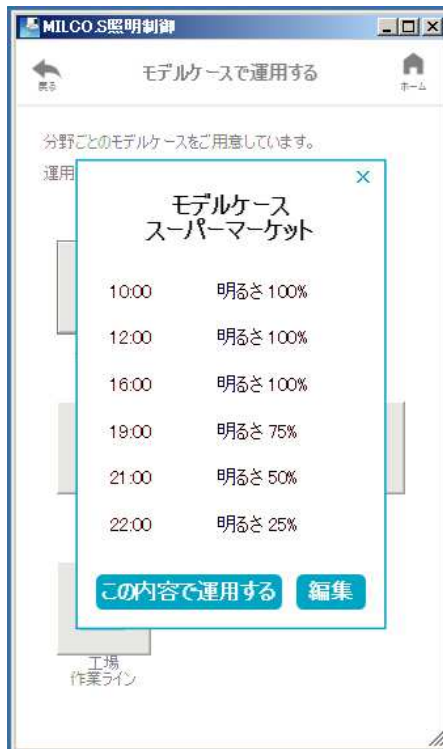 MILCO.S照明制御
戻る
モデルケースで運用する
ホーム
分野ごとのモデルケースをご用意しています。
運用
×
モデルケース
スーパーマーケット
10:00 明るさ 100%
12:00 明るさ 100%
16:00 明るさ 100%
19:00 明るさ 75%
21:00 明るさ 50%
22:00 明るさ 25%
この内容で運用する 編集
工場
作業ライン